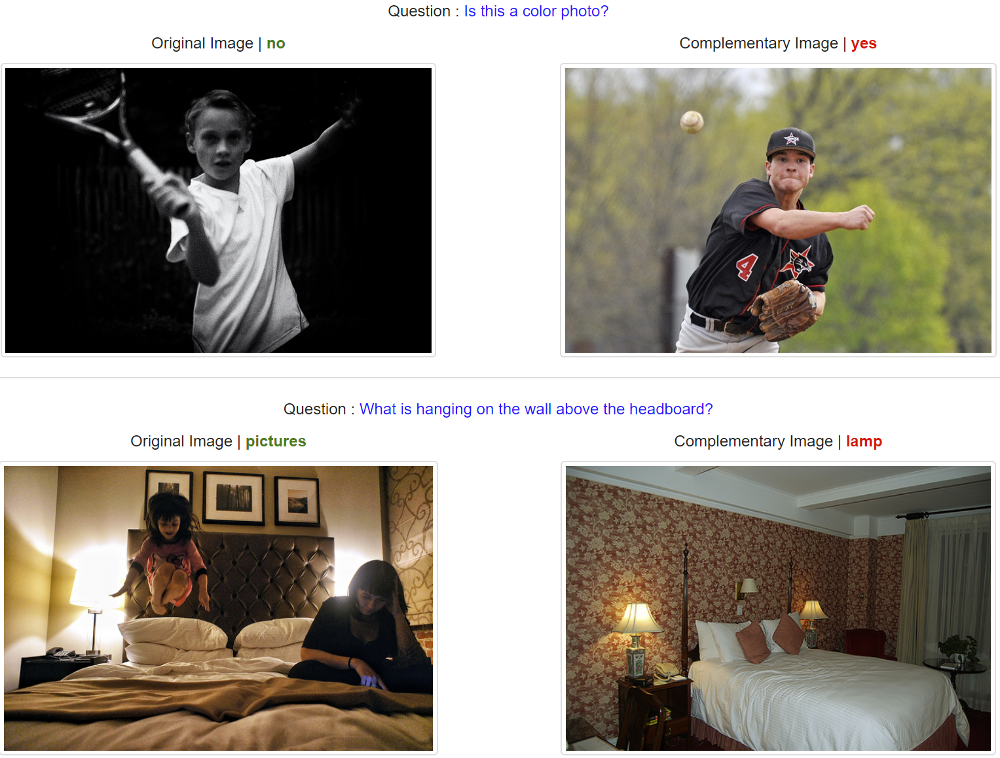 Question : Is this a color photo?
Original Image | no
Complementary Image | yes
4
Question : What is hanging on the wall above the headboard?
Original Image | pictures
Complementary Image | lamp